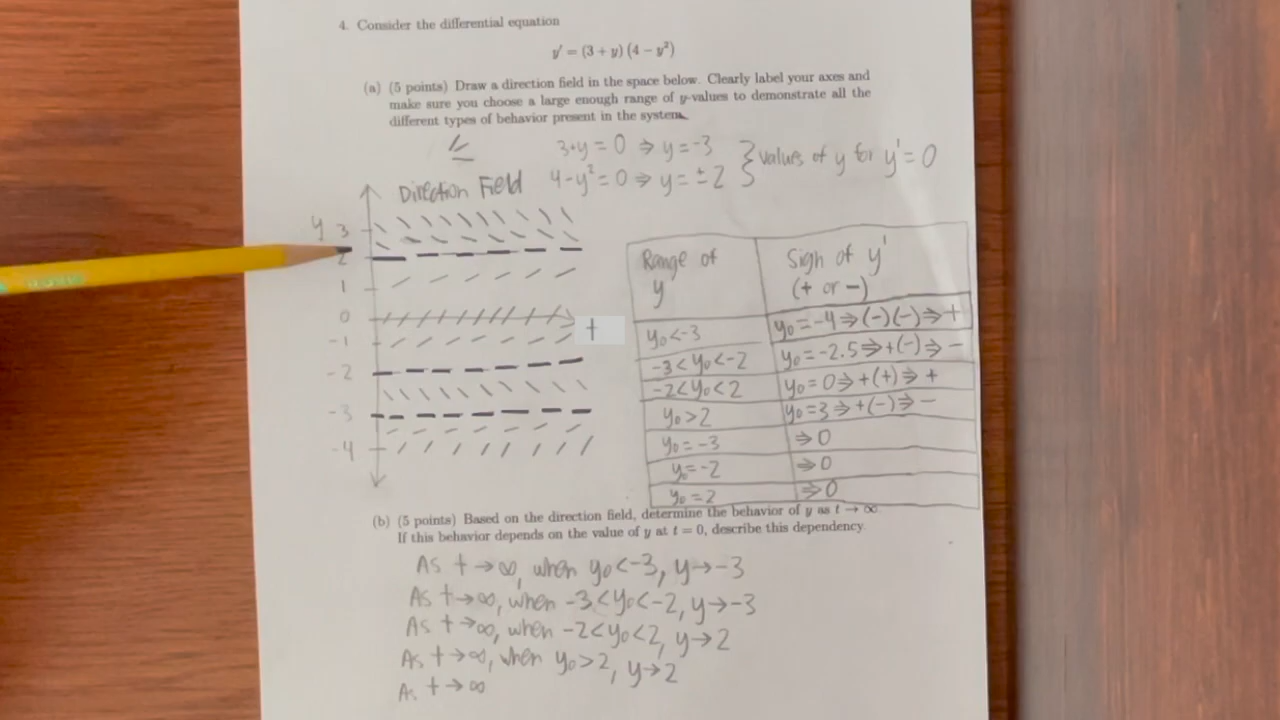 4. Consider the differential equation
y' = (3 + y) (4 − y²)
(a) (5 points) Draw a direction field in the space below. Clearly label your axes and
make sure you choose a large enough range of y-values to demonstrate all the
different types of behavior present in the system.
3+y = 0 ⇒ y = -3
4-y² = 0 ⇒ y = ±2
} values of y for y' = 0
Direction Field
y
3
2
1
0
-1
-2
-3
-4
t
Range of y
Sign of y' (+ or -)
y₀<-3
y₀=-4⇒(-)(-)⇒+
-3<y₀<-2
y₀=-2.5⇒+(-)⇒-
-2<y₀<2
y₀=0⇒+(+)⇒+
y₀>2
y₀=3⇒+(-)⇒-
y₀=-3
⇒0
y₀=-2
⇒0
y₀=2
⇒0
(b) (5 points) Based on the direction field, determine the behavior of y as t → ∞.
If this behavior depends on the value of y at t = 0, describe this dependency.
As t→∞, when y₀<-3, y→-3
As t→∞, when -3<y₀<-2, y→-3
As t→∞, when -2<y₀<2, y→2
As t→∞, when y₀>2, y→2
As t→∞